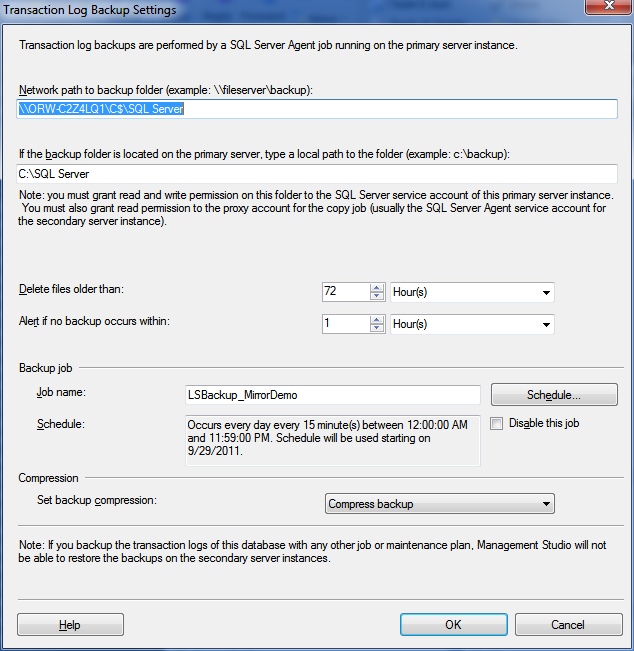 Transaction Log Backup Settings
Transaction log backups are performed by a SQL Server Agent job running on the primary server instance.
Network path to backup folder (example: \\fileserver\backup):
\\ORW-C2Z4LQ1\C$\SQL Server
If the backup folder is located on the primary server, type a local path to the folder (example: c:\backup):
C:\SQL Server
Note: you must grant read and write permission on this folder to the SQL Server service account of this primary server instance.
You must also grant read permission to the proxy account for the copy job (usually the SQL Server Agent service account for
the secondary server instance).
Delete files older than: 72 Hour(s)
Alert if no backup occurs within: 1 Hour(s)
Backup job
Job name: LSBackup_MirrorDemo Schedule...
Schedule: Occurs every day every 15 minute(s) between 12:00:00 AM Disable this job
and 11:59:00 PM. Schedule will be used starting on
9/29/2011.
Compression
Set backup compression: Compress backup
Note: If you backup the transaction logs of this database with any other job or maintenance plan, Management Studio will not
be able to restore the backups on the secondary server instances.
Help OK Cancel